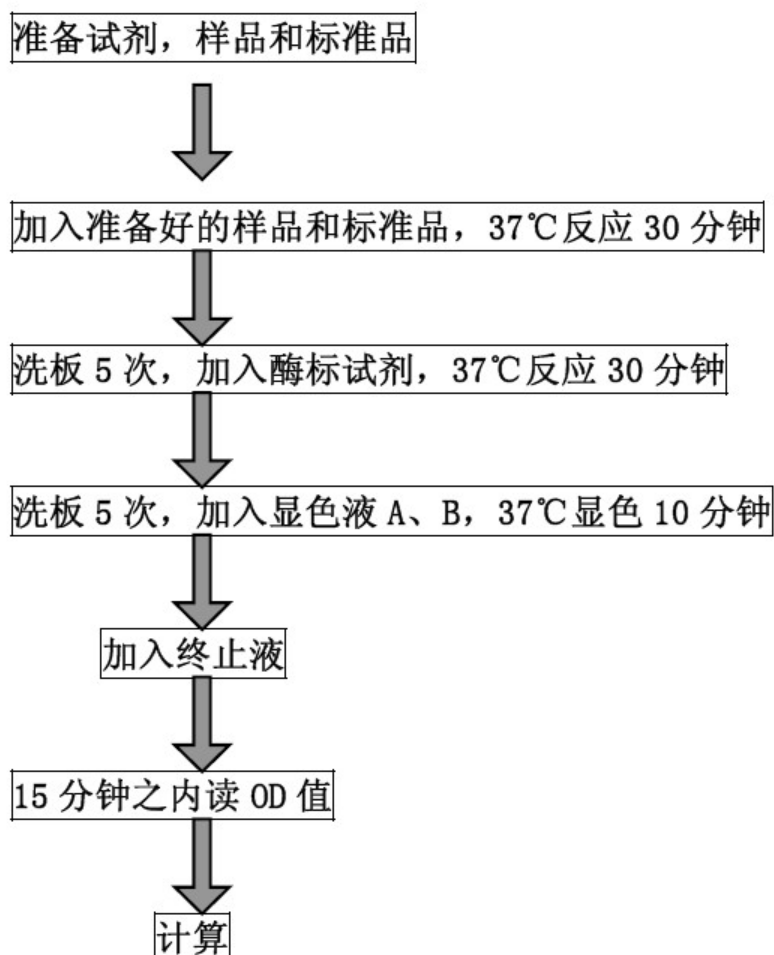 准备试剂，样品和标准品
加入准备好的样品和标准品，37℃反应 30 分钟
洗板 5 次，加入酶标试剂，37℃反应 30 分钟
洗板 5 次，加入显色液 A、B，37℃显色 10 分钟
加入终止液
15 分钟之内读 OD 值
计算